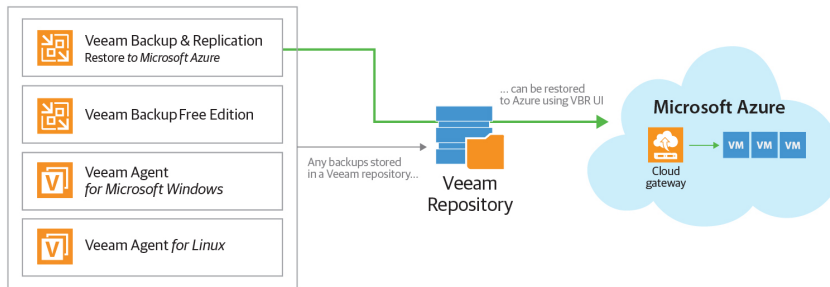 Veeam Backup & Replication
Restore to Microsoft Azure
Veeam Backup Free Edition
Veeam Agent
for Microsoft Windows
Veeam Agent for Linux
Any backups stored
in a Veeam repository...
Veeam
Repository
... can be restored
to Azure using VBR UI
Microsoft Azure
Cloud
gateway
VM VM VM
V
V